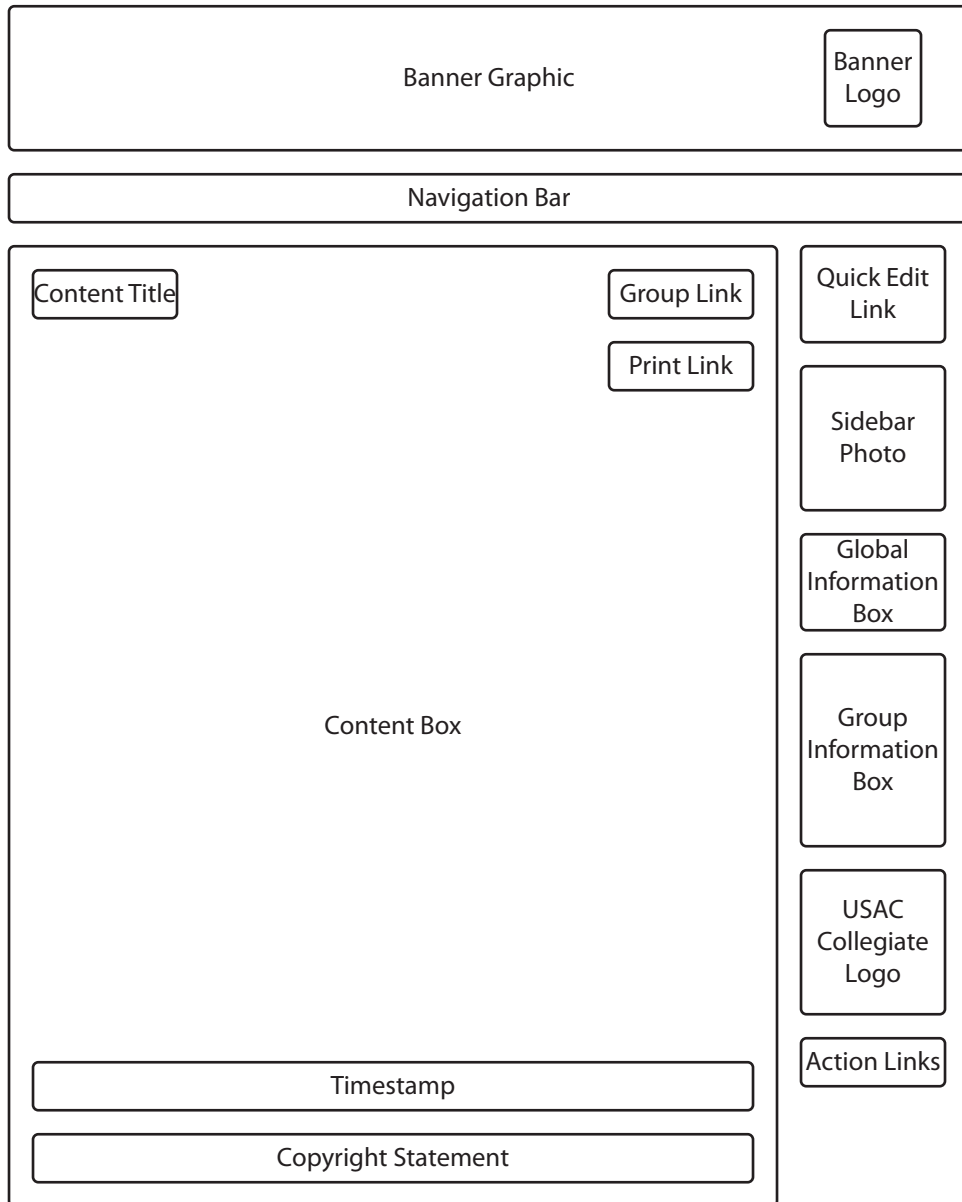 Banner Graphic
Banner
Logo
Navigation Bar
Content Title
Group Link
Print Link
Content Box
Timestamp
Copyright Statement
Quick Edit
Link
Sidebar
Photo
Global
Information
Box
Group
Information
Box
USAC
Collegiate
Logo
Action Links